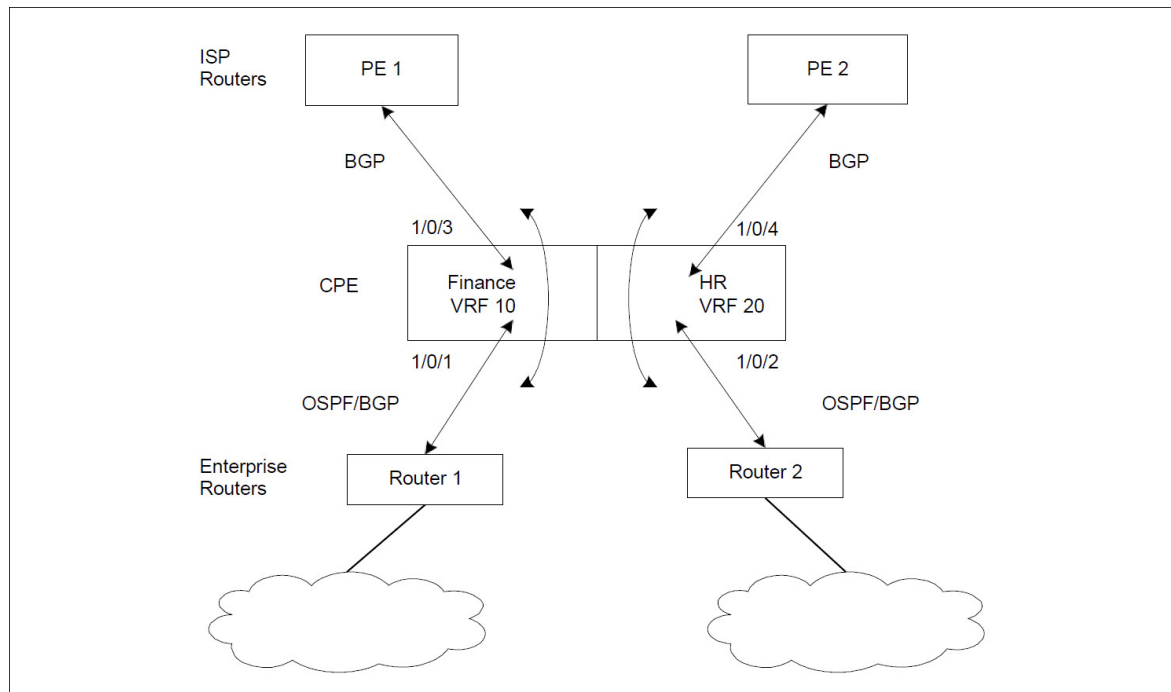 ISP
Routers
PE 1
PE 2
BGP
BGP
1/0/3
1/0/4
CPE
Finance
VRF 10
HR
VRF 20
1/0/1
1/0/2
OSPF/BGP
OSPF/BGP
Enterprise
Routers
Router 1
Router 2